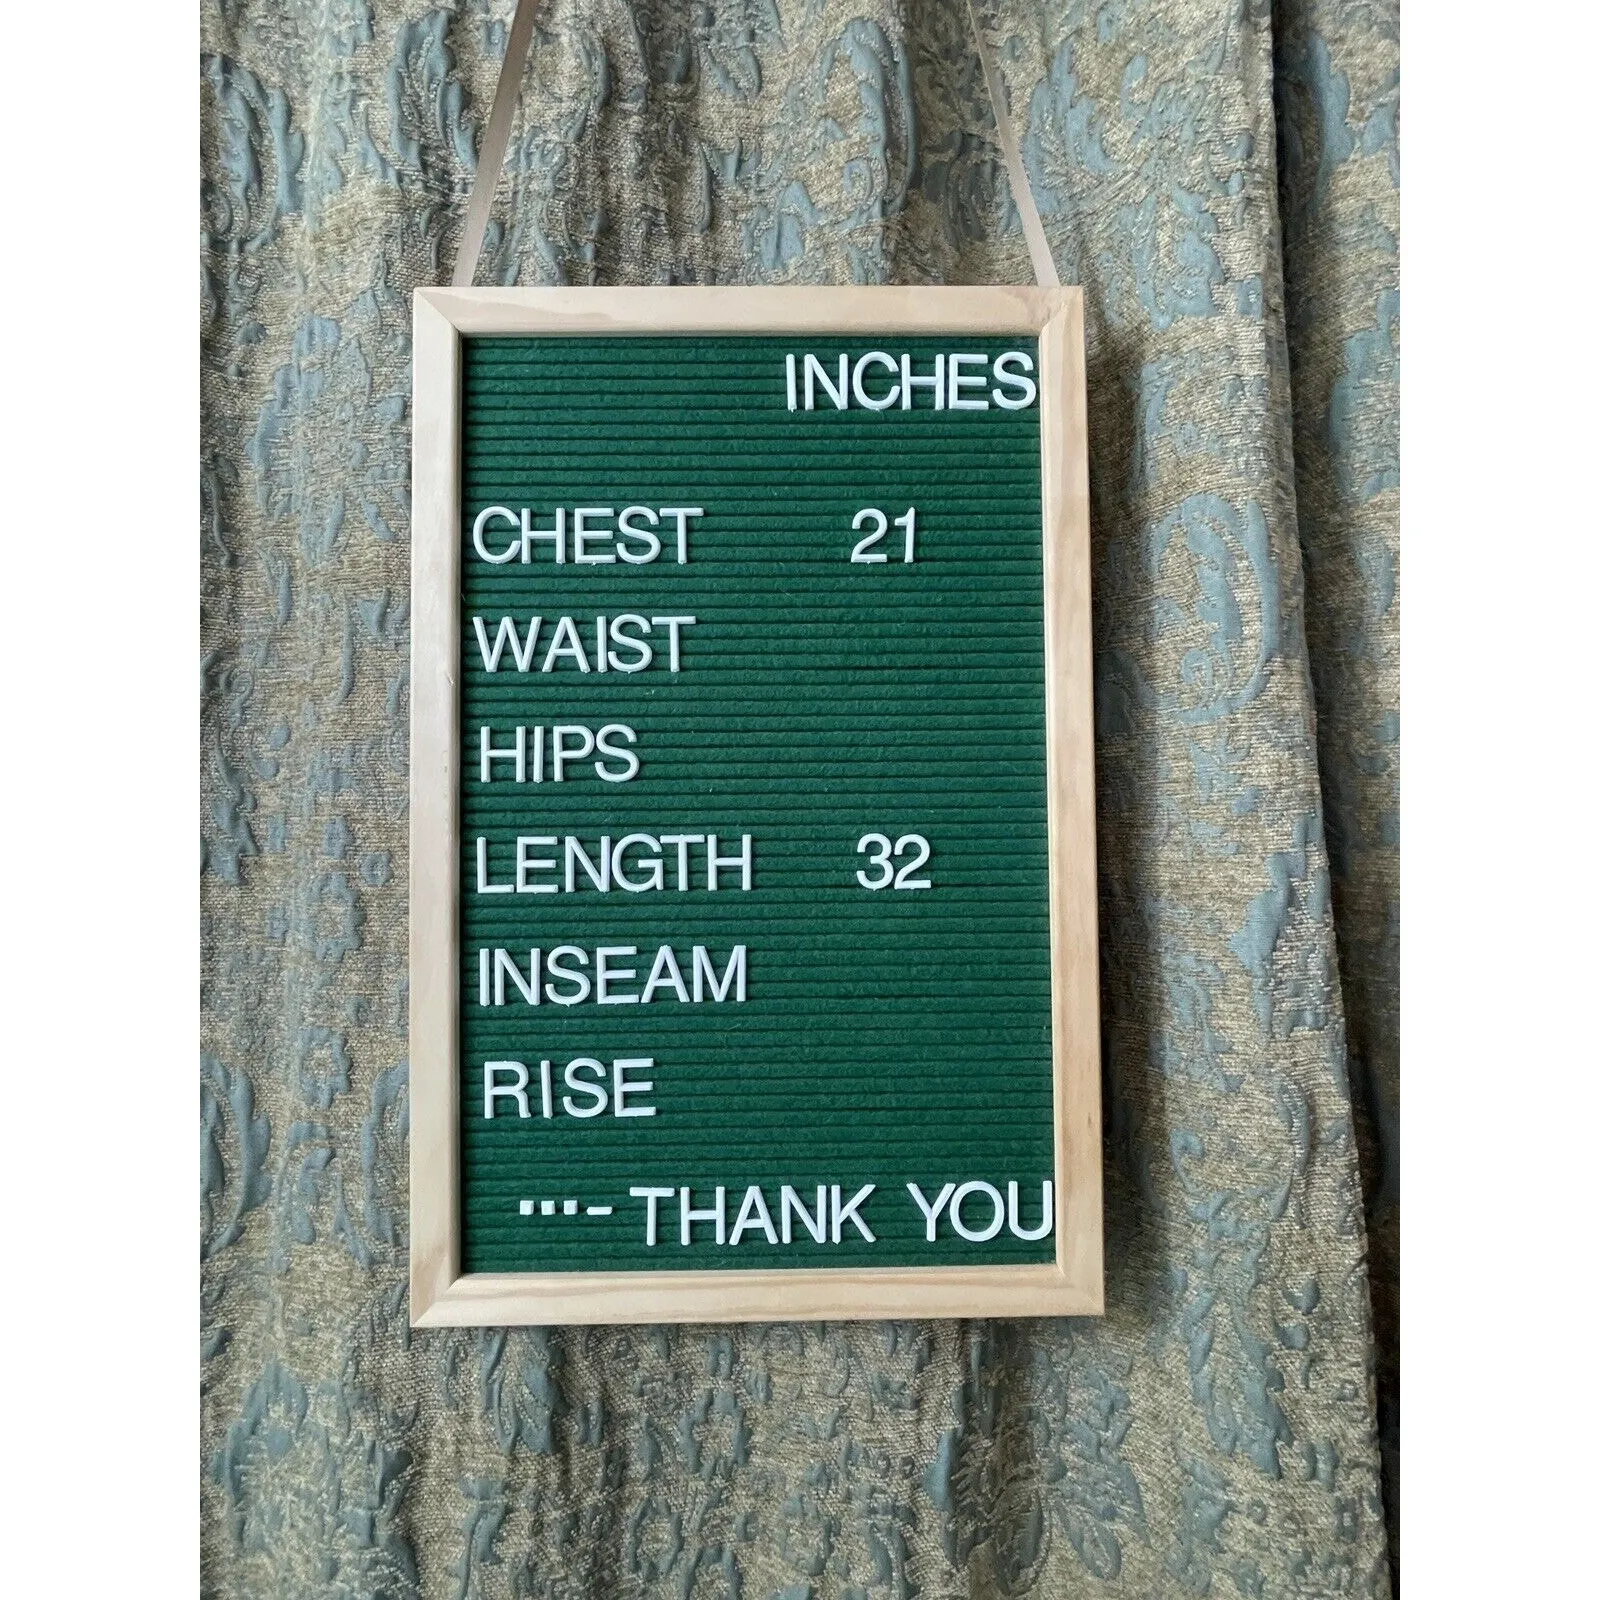 INCHES
CHEST 21
WAIST
HIPS
LENGTH 32
INSEAM
RISE
...-THANK YOU